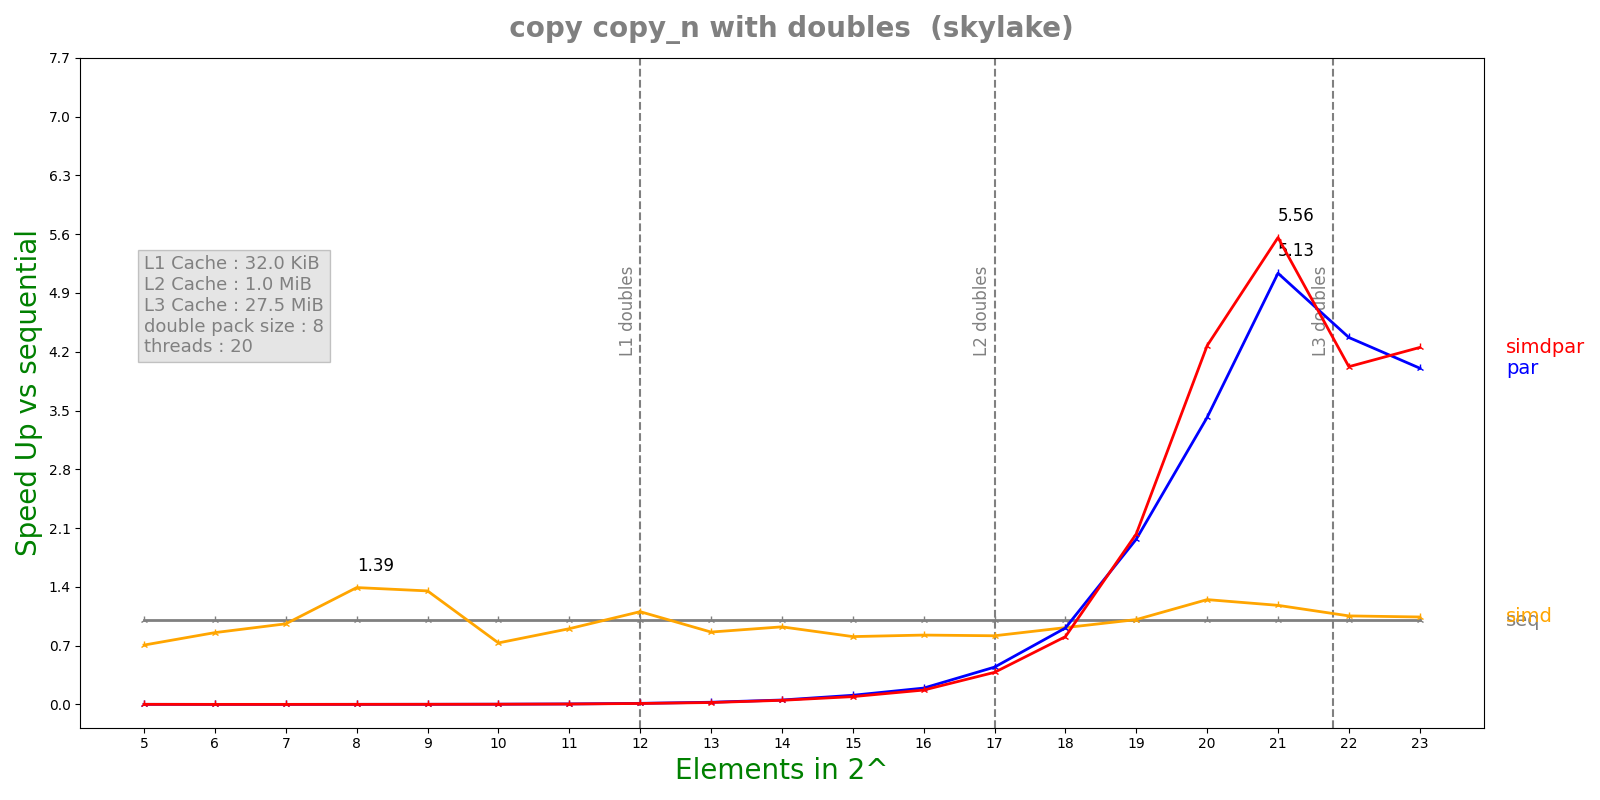 copy copy_n with doubles  (skylake)
Speed Up vs sequential
7.7
7.0
6.3
5.6
4.9
4.2
3.5
2.8
2.1
1.4
0.7
0.0
L1 Cache : 32.0 KiB
L2 Cache : 1.0 MiB
L3 Cache : 27.5 MiB
double pack size : 8
threads : 20
L1 doubles
L2 doubles
L3 doubles
1.39
5.56
5.13
simdpar
par
simd
seq
5 6 7 8 9 10 11 12 13 14 15 16 17 18 19 20 21 22 23
Elements in 2^